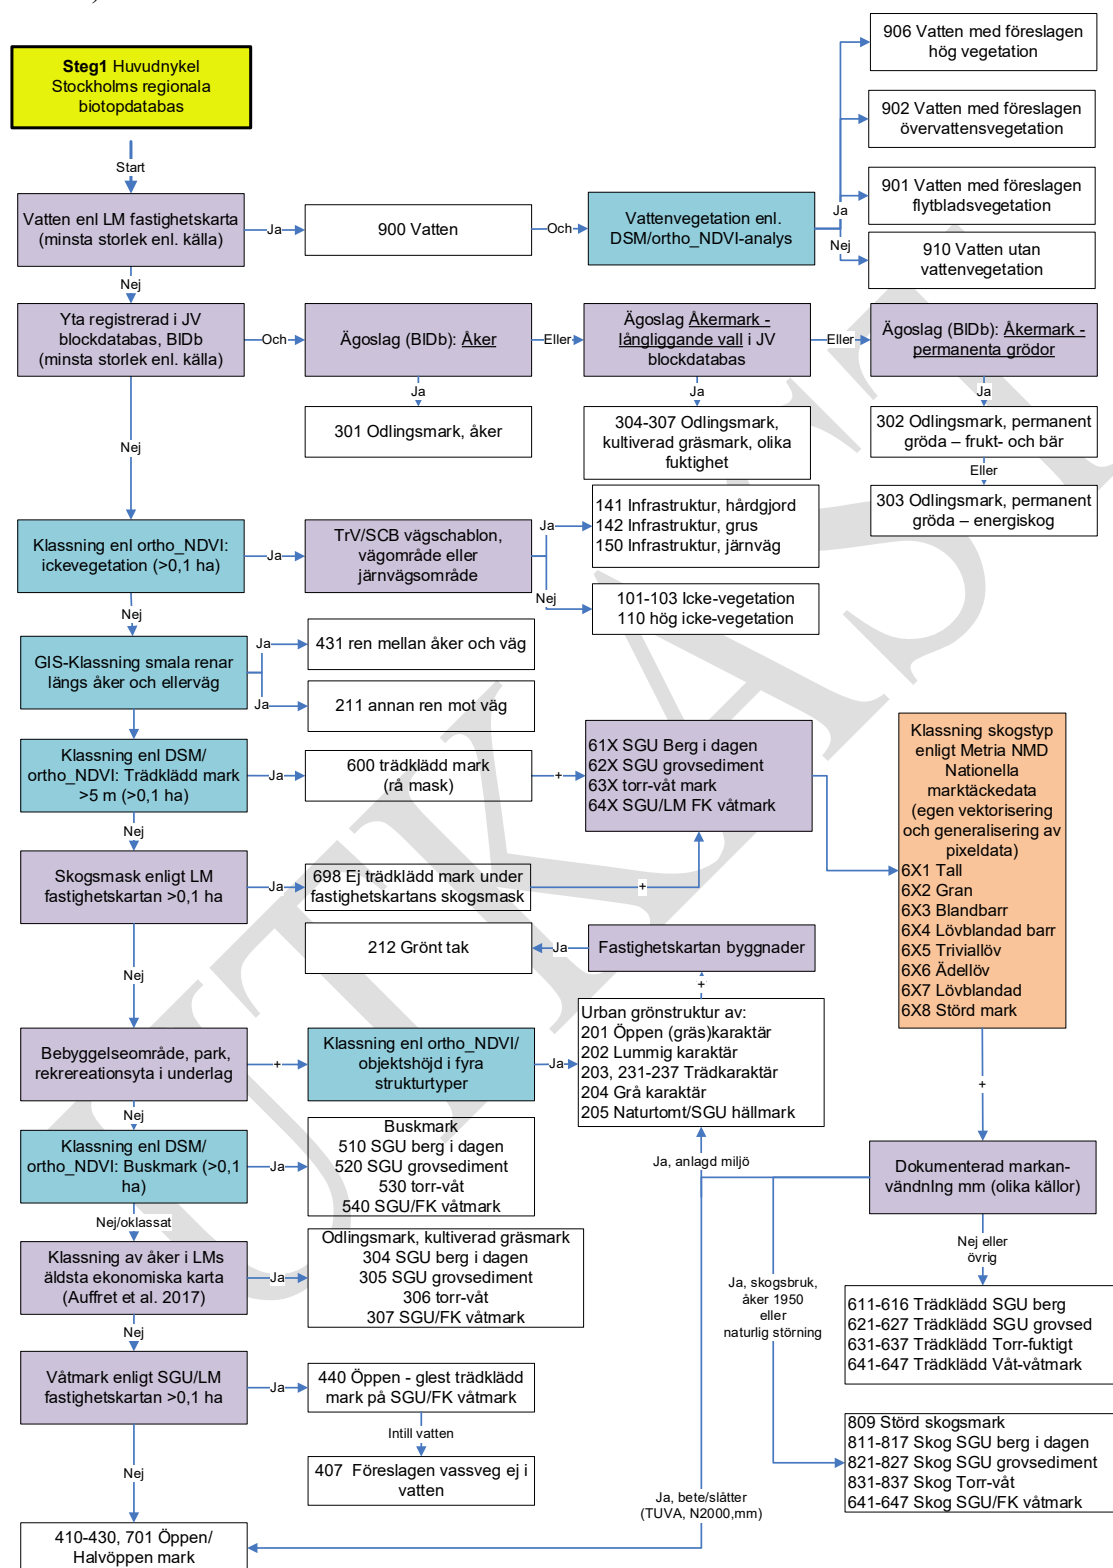 Steg1 Huvudnykel
Stockholms regionala
biotopdatabas
Start
Vatten enl LM fastighetskarta
(minsta storlek enl. källa)
Ja
900 Vatten
Och
Vattenvegetation enl.
DSM/ortho_NDVI-analys
Ja
Nej
906 Vatten med föreslagen
hög vegetation
902 Vatten med föreslagen
övervattensvegetation
901 Vatten med föreslagen
flytbladsvegetation
910 Vatten utan
vattenvegetation
Nej
Yta registrerad i JV
blockdatabas, BIDb
(minsta storlek enl. källa)
Och
Ägoslag (BIDb): Åker
Eller
Ägoslag Åkermark -
långliggande vall i JV
blockdatabas
Eller
Ägoslag (BIDb): Åkermark -
permanenta grödor
Ja
301 Odlingsmark, åker
Ja
304-307 Odlingsmark,
kultiverad gräsmark, olika
fuktighet
Ja
302 Odlingsmark, permanent
gröda – frukt- och bär
Eller
303 Odlingsmark, permanent
gröda – energiskog
Nej
Klassning enl ortho_NDVI:
ickevegetation (>0,1 ha)
Ja
TrV/SCB vägschablon,
vägområde eller
järnvägsområde
Ja
141 Infrastruktur, hårdgjord
142 Infrastruktur, grus
150 Infrastruktur, järnväg
Nej
101-103 Icke-vegetation
110 hög icke-vegetation
Nej
GIS-Klassning smala renar
längs åker och ellerväg
Ja
431 ren mellan åker och väg
Ja
211 annan ren mot väg
Klassning enl DSM/
ortho_NDVI: Trädklädd mark
>5 m (>0,1 ha)
Ja
600 trädklädd mark
(rå mask)
+
61X SGU Berg i dagen
62X SGU grovsediment
63X torr-våt mark
64X SGU/LM FK våtmark
Klassning skogstyp
enligt Metria NMD
Nationella
marktäckedata
(egen vektorisering
och generalisering av
pixeldata)
6X1 Tall
6X2 Gran
6X3 Blandbarr
6X4 Lövblandad barr
6X5 Triviallöv
6X6 Ädellöv
6X7 Lövblandad
6X8 Störd mark
Nej
Skogsmask enligt LM
fastighetskartan >0,1 ha
Ja
698 Ej trädklädd mark under
fastighetskartans skogsmask
+
212 Grönt tak
Ja
Fastighetskartan byggnader
+
Nej
Bebyggelseområde, park,
rekrereationsyta i underlag
+
Klassning enl ortho_NDVI/
objektshöjd i fyra
strukturtyper
Ja
Urban grönstruktur av:
201 Öppen (gräs)karaktär
202 Lummig karaktär
203, 231-237 Trädkaraktär
204 Grå karaktär
205 Naturtomt/SGU hällmark
+
Nej
Klassning enl DSM/
ortho_NDVI: Buskmark (>0,1
ha)
Ja
Buskmark
510 SGU berg i dagen
520 SGU grovsediment
530 torr-våt
540 SGU/FK våtmark
Ja, anlagd miljö
Dokumenterad markan-
vändnIng mm (olika källor)
Nej/oklassat
Klassning av åker i LMs
äldsta ekonomiska karta
(Auffret et al. 2017)
Ja
Odlingsmark, kultiverad gräsmark
304 SGU berg i dagen
305 SGU grovsediment
306 torr-våt
307 SGU/FK våtmark
Nej eller
övrig
Ja, skogsbruk,
åker 1950
eller
naturlig störning
611-616 Trädklädd SGU berg
621-627 Trädklädd SGU grovsed
631-637 Trädklädd Torr-fuktigt
641-647 Trädklädd Våt-våtmark
Nej
Våtmark enligt SGU/LM
fastighetskartan >0,1 ha
Ja
440 Öppen - glest trädklädd
mark på SGU/FK våtmark
Intill vatten
407 Föreslagen vassveg ej i
vatten
809 Störd skogsmark
811-817 Skog SGU berg i dagen
821-827 Skog SGU grovsediment
831-837 Skog Torr-våt
641-647 Skog SGU/FK våtmark
Nej
Ja, bete/slåtter
(TUVA, N2000,mm)
410-430, 701 Öppen/
Halvöppen mark
UTKAST